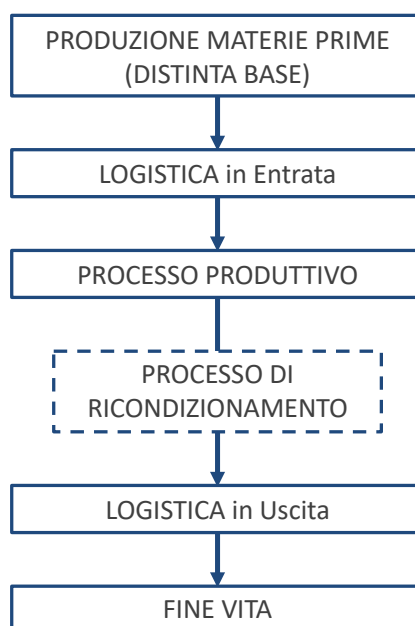 PRODUZIONE MATERIE PRIME
(DISTINTA BASE)
LOGISTICA in Entrata
PROCESSO PRODUTTIVO
PROCESSO DI
RICONDIZIONAMENTO
LOGISTICA in Uscita
FINE VITA